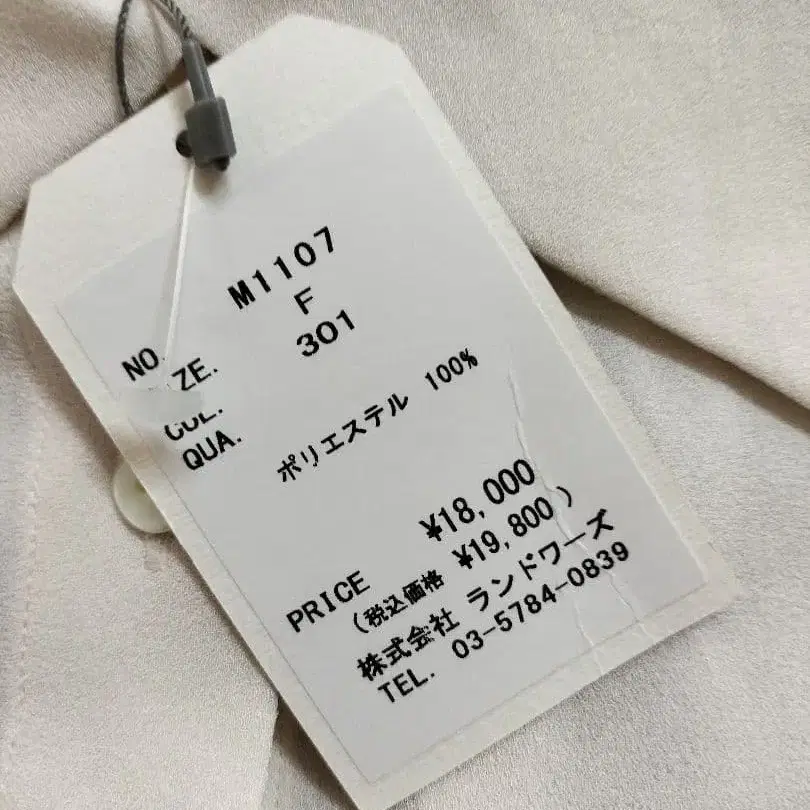 NO. M1107
ZE. F
COL. 301
QUA.
ポリエステル 100%
PRICE ¥18,000
(税込価格 ¥19,800)
株式会社 ランドワーズ
TEL. 03-5784-0839